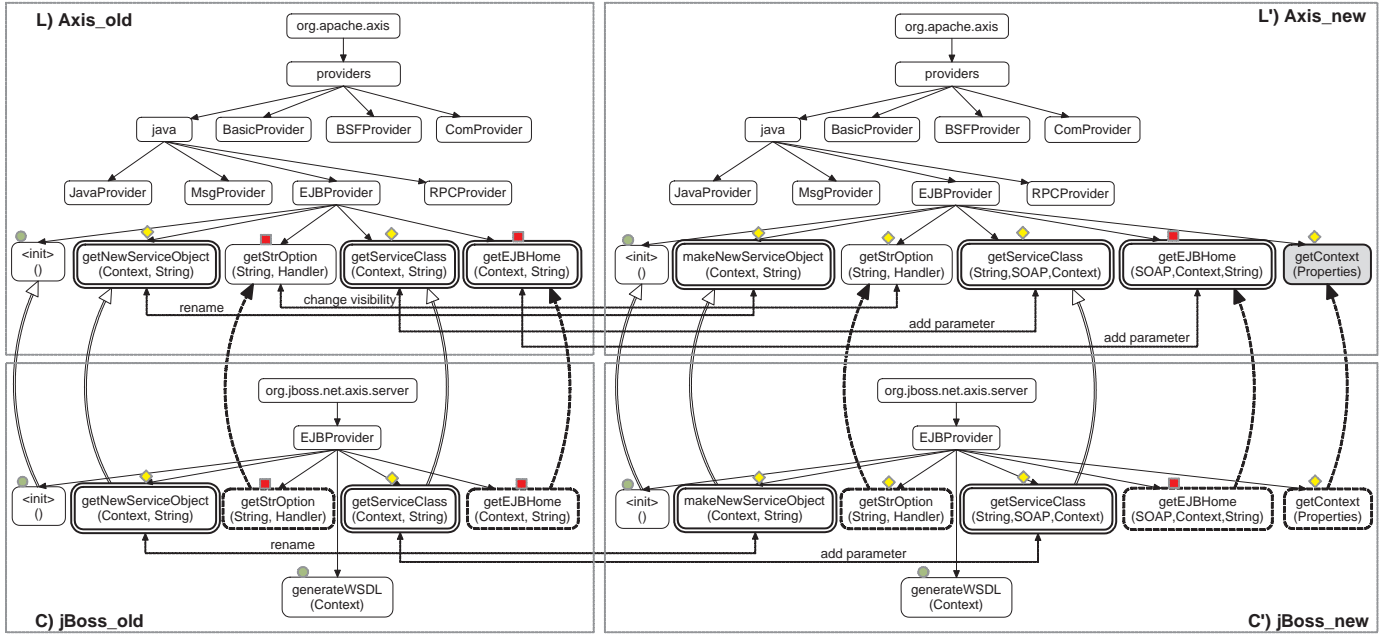 L) Axis_old
org.apache.axis
providers
java
BasicProvider
BSFProvider
ComProvider
JavaProvider
MsgProvider
EJBProvider
RPCProvider
<init>
()
getNewServiceObject
(Context, String)
getStrOption
(String, Handler)
getServiceClass
(Context, String)
getEJBHome
(Context, String)
L') Axis_new
org.apache.axis
providers
java
BasicProvider
BSFProvider
ComProvider
JavaProvider
MsgProvider
EJBProvider
RPCProvider
<init>
()
makeNewServiceObject
(Context, String)
getStrOption
(String, Handler)
getServiceClass
(String,SOAP,Context)
getEJBHome
(SOAP,Context,String)
getContext
(Properties)
change visibility
rename
add parameter
add parameter
org.jboss.net.axis.server
EJBProvider
<init>
()
getNewServiceObject
(Context, String)
getStrOption
(String, Handler)
getServiceClass
(Context, String)
getEJBHome
(Context, String)
generateWSDL
(Context)
C) jBoss_old
org.jboss.net.axis.server
EJBProvider
<init>
()
makeNewServiceObject
(Context, String)
getStrOption
(String, Handler)
getServiceClass
(String,SOAP,Context)
getEJBHome
(SOAP,Context,String)
getContext
(Properties)
rename
add parameter
generateWSDL
(Context)
C') jBoss_new